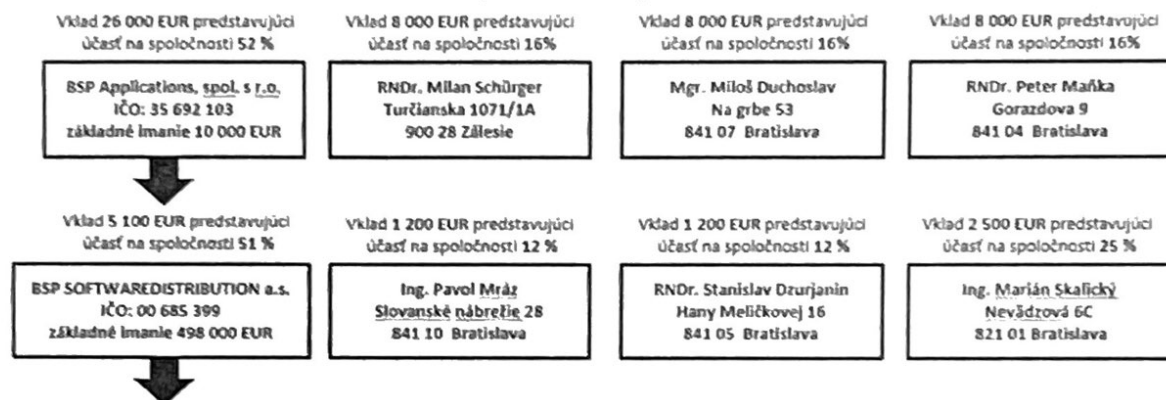 Vklad 26 000 EUR predstavujúci
účasť na spoločnosti 52 %
BSP Applications, spol. s r.o.
IČO: 35 692 103
základné imanie 10 000 EUR
Vklad 8 000 EUR predstavujúci
účasť na spoločnosti 16%
RNDr. Milan Schürger
Turčianska 1071/1A
900 28 Zálesie
Vklad 8 000 EUR predstavujúci
účasť na spoločnosti 16%
Mgr. Miloš Duchoslav
Na grbe 53
841 07 Bratislava
Vklad 8 000 EUR predstavujúci
účasť na spoločnosti 16%
RNDr. Peter Maňka
Gorazdova 9
841 04 Bratislava
Vklad 5 100 EUR predstavujúci
účasť na spoločnosti 51 %
BSP SOFTWAREDISTRIBUTION a.s.
IČO: 00 685 399
základné imanie 498 000 EUR
Vklad 1 200 EUR predstavujúci
účasť na spoločnosti 12 %
Ing. Pavol Mráz
Slovanské nábrežie 28
841 10 Bratislava
Vklad 1 200 EUR predstavujúci
účasť na spoločnosti 12 %
RNDr. Stanislav Dzurjanin
Hany Meličkovej 16
841 05 Bratislava
Vklad 2 500 EUR predstavujúci
účasť na spoločnosti 25 %
Ing. Marián Skalický
Nevädzová 6C
821 01 Bratislava